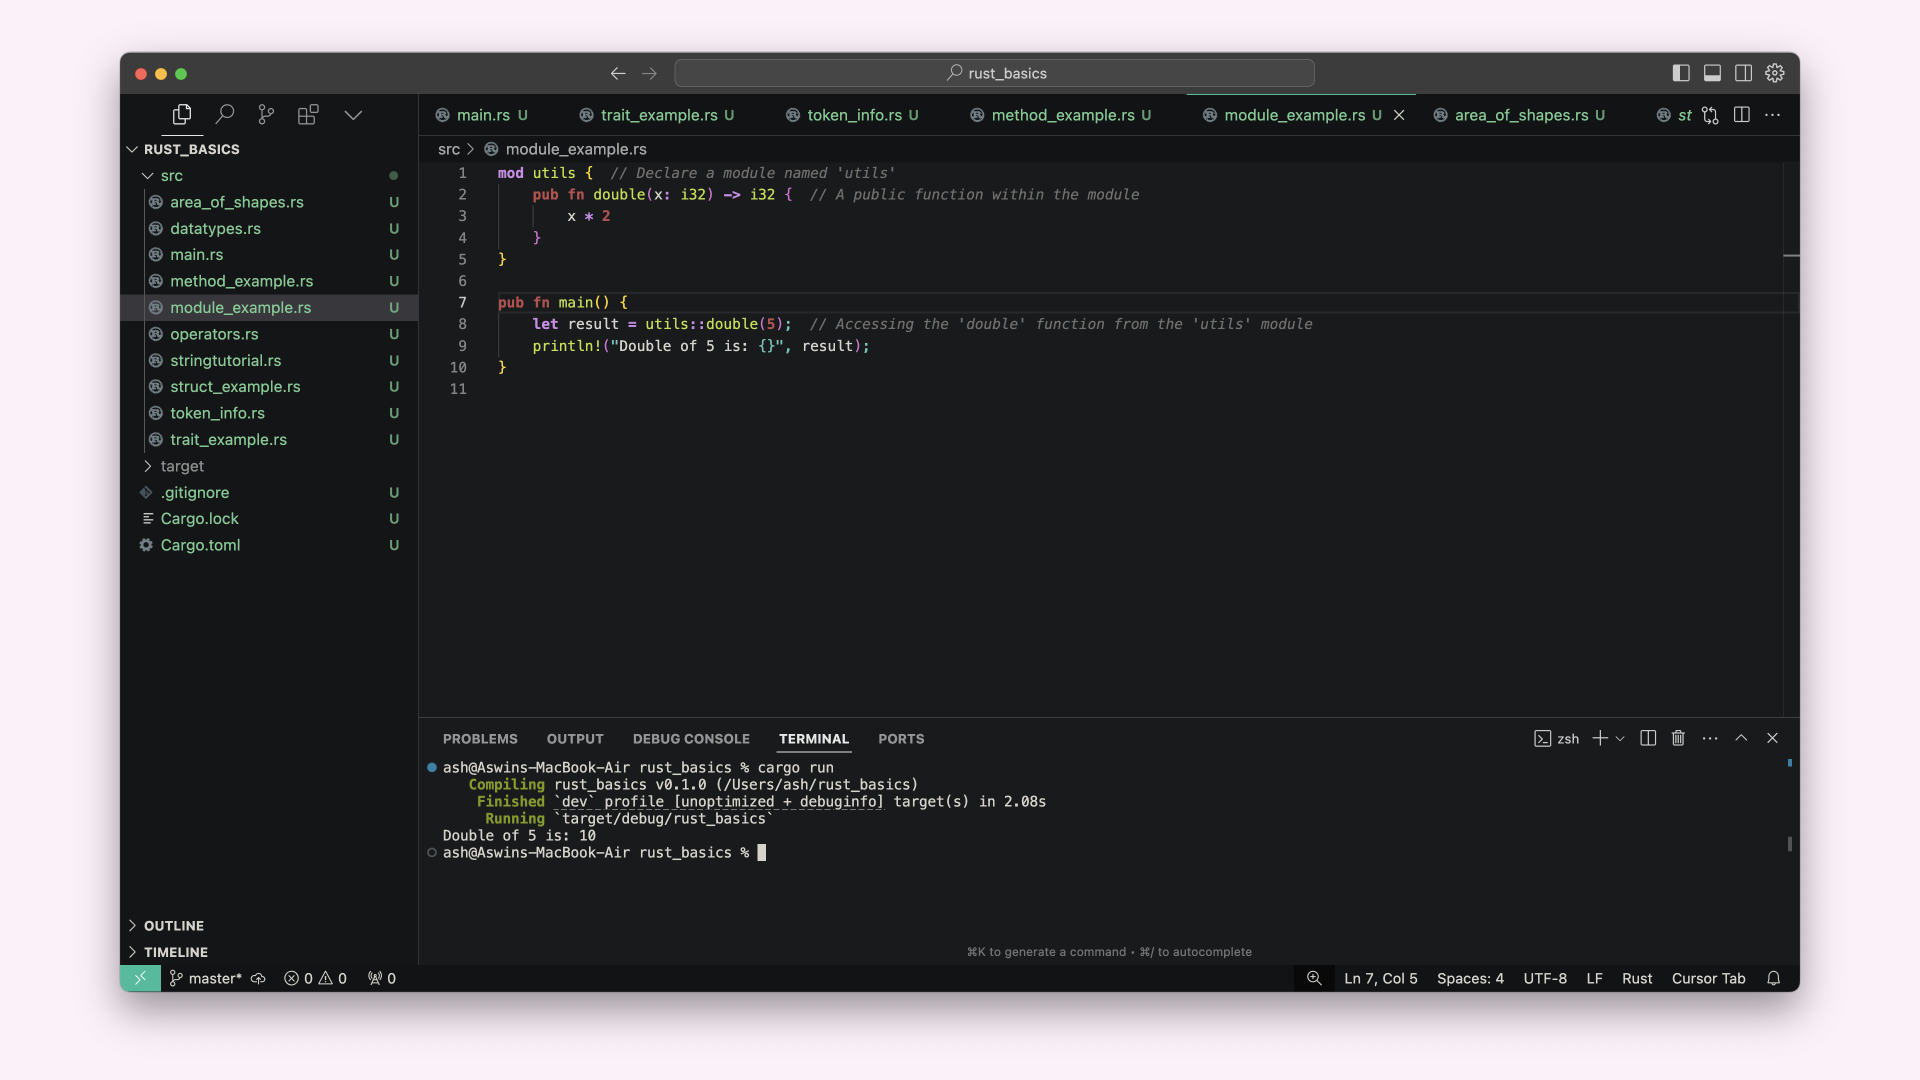 rust_basics
main.rs U trait_example.rs U token_info.rs U method_example.rs U module_example.rs U area_of_shapes.rs U st
RUST_BASICS
src
area_of_shapes.rs U
datatypes.rs U
main.rs U
method_example.rs U
module_example.rs U
operators.rs U
stringtutorial.rs U
struct_example.rs U
token_info.rs U
trait_example.rs U
target
.gitignore U
Cargo.lock U
Cargo.toml U
OUTLINE
TIMELINE
src > module_example.rs
1 mod utils {  // Declare a module named 'utils'
2     pub fn double(x: i32) -> i32 {  // A public function within the module
3         x * 2
4     }
5 }
6
7 pub fn main() {
8     let result = utils::double(5);  // Accessing the 'double' function from the 'utils' module
9     println!("Double of 5 is: {}", result);
10 }
11
PROBLEMS OUTPUT DEBUG CONSOLE TERMINAL PORTS zsh
ash@Aswins-MacBook-Air rust_basics % cargo run
Compiling rust_basics v0.1.0 (/Users/ash/rust_basics)
Finished `dev` profile [unoptimized + debuginfo] target(s) in 2.08s
Running `target/debug/rust_basics`
Double of 5 is: 10
ash@Aswins-MacBook-Air rust_basics %
⌘K to generate a command • ⌘/ to autocomplete
master* 0 0 0 Ln 7, Col 5 Spaces: 4 UTF-8 LF Rust Cursor Tab